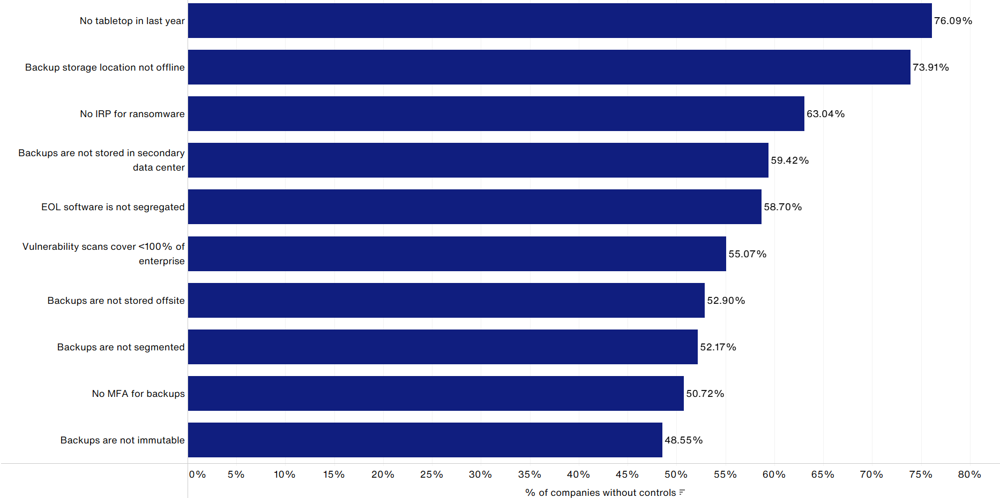 No tabletop in last year
76.09%
Backup storage location not offline
73.91%
No IRP for ransomware
63.04%
Backups are not stored in secondary
data center
59.42%
EOL software is not segregated
58.70%
Vulnerability scans cover <100% of
enterprise
55.07%
Backups are not stored offsite
52.90%
Backups are not segmented
52.17%
No MFA for backups
50.72%
Backups are not immutable
48.55%
0% 5% 10% 15% 20% 25% 30% 35% 40% 45% 50% 55% 60% 65% 70% 75% 80%
% of companies without controls